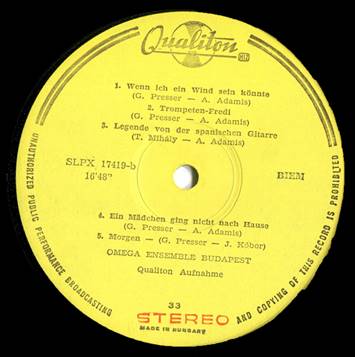 Qualiton
1. Wenn ich ein Wind sein könnte
(G. Presser — A. Adamis)
2. Trompeten-Fredi
(G. Presser — A. Adamis)
3. Legende von der spanischen Gitarre
(T. Mihály — A. Adamis)
SLPX 17419-b
16'48"
BIEM
4. Ein Mädchen ging nicht nach Hause
(G. Presser — A. Adamis)
5. Morgen — (G. Presser — J. Kóbor)
OMEGA ENSEMBLE BUDAPEST
Qualiton Aufnahme
33
STEREO
MADE IN HUNGARY
UNAUTHORIZED PUBLIC PERFORMANCE BROADCASTING
AND COPYING OF THIS RECORD IS PROHIBITED